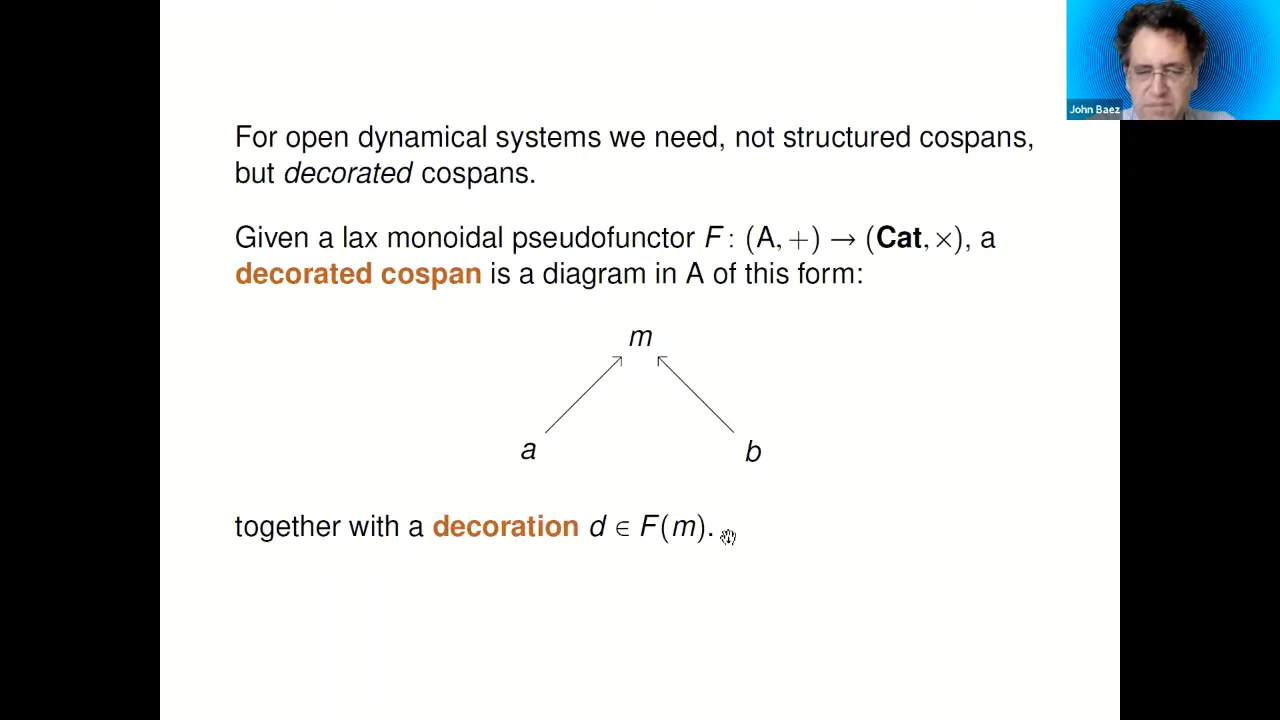 John Baez
For open dynamical systems we need, not structured cospans,
but decorated cospans.
Given a lax monoidal pseudofunctor F : (A, +) → (Cat, ×), a
decorated cospan is a diagram in A of this form:
m
a b
together with a decoration d ∈ F(m).